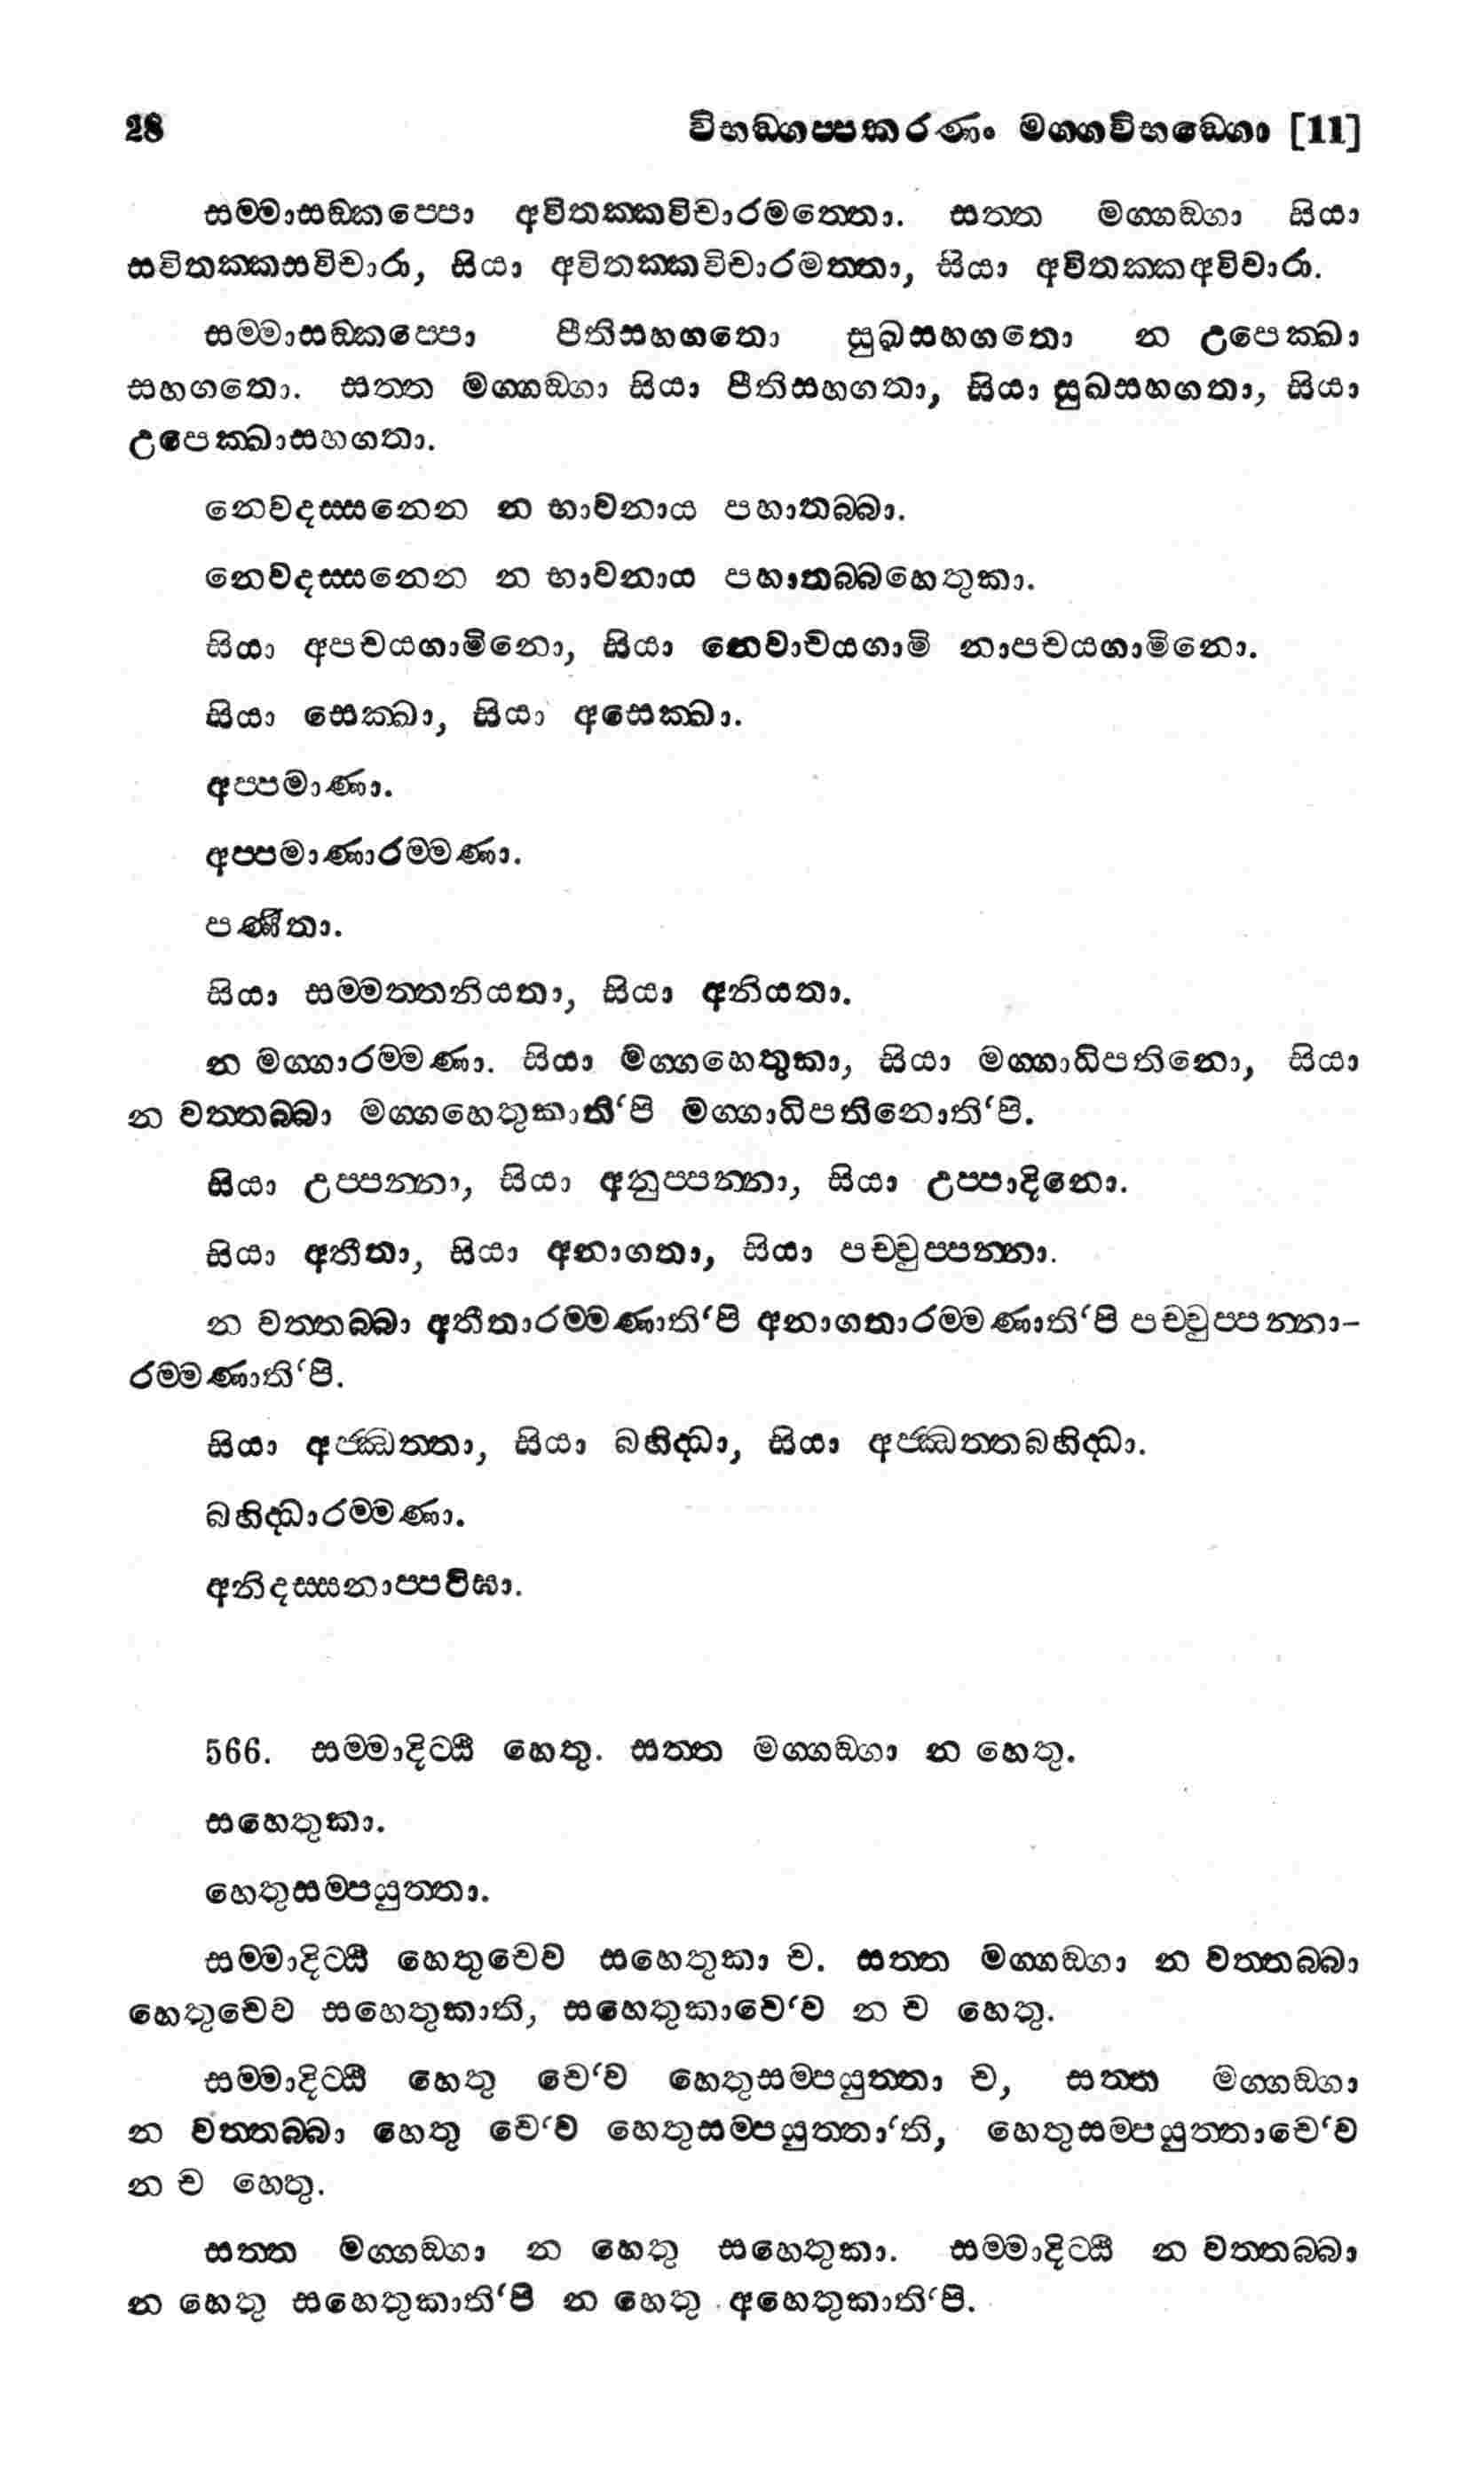 28 විභඞ්ගප්පකරණං මග්ගවිභඞ්ගො [11]
සම්මාසඞ්කප්පො අවිතක්කවිචාරමත්තො. සත්ත මග්ගඞ්ගා සියා
සවිතක්කසවිචාරා, සියා අවිතක්කවිචාරමත්තා, සියා අවිතක්කඅවිචාරා.
සම්මාසඞ්කප්පො පීතිසහගතො සුඛසහගතො න උපෙක්ඛා
සහගතො. සත්ත මග්ගඞ්ගා සියා පීතිසහගතා, සියා සුඛසහගතා, සියා
උපෙක්ඛාසහගතා.
නෙවදස්සනෙන න භාවනාය පහාතබ්බා.
නෙවදස්සනෙන න භාවනාය පහාතබ්බහෙතුකා.
සියා අපචයගාමිනො, සියා නෙවාචයගාමි නාපචයගාමිනො.
සියා සෙක්ඛා, සියා අසෙක්ඛා.
අප්පමාණා.
අප්පමාණාරම්මණා.
පණීතා.
සියා සම්මත්තනියතා, සියා අනියතා.
න මග්ගාරම්මණා. සියා මග්ගහෙතුකා, සියා මග්ගාධිපතිනො, සියා
න වත්තබ්බා මග්ගහෙතුකාති‘පි මග්ගාධිපතිනොති‘පි.
සියා උප්පන්නා, සියා අනුප්පන්නා, සියා උප්පාදිනො.
සියා අතීතා, සියා අනාගතා, සියා පච්චුප්පන්නා.
න වත්තබ්බා අතීතාරම්මණාති‘පි අනාගතාරම්මණාති‘පි පච්චුප්පන්නා-
රම්මණාති‘පි.
සියා අජ්ඣත්තා, සියා බහිද්ධා, සියා අජ්ඣත්තබහිද්ධා.
බහිද්ධාරම්මණා.
අනිදස්සනාප්පටිඝා.
566. සම්මාදිට්ඨි හෙතු. සත්ත මග්ගඞ්ගා න හෙතු.
සහෙතුකා.
හෙතුසම්පයුත්තා.
සම්මාදිට්ඨි හෙතුචෙව සහෙතුකා ච. සත්ත මග්ගඞ්ගා න වත්තබ්බා
හෙතුචෙව සහෙතුකාති, සහෙතුකාචෙ‘ව න ච හෙතු.
සම්මාදිට්ඨි හෙතු චෙ‘ව හෙතුසම්පයුත්තා ච, සත්ත මග්ගඞ්ගා
න වත්තබ්බා හෙතු චෙ‘ව හෙතුසම්පයුත්තා‘ති, හෙතුසම්පයුත්තාචෙ‘ව
න ච හෙතු.
සත්ත මග්ගඞ්ගා න හෙතු සහෙතුකා. සම්මාදිට්ඨි න වත්තබ්බා
න හෙතු සහෙතුකාති‘පි න හෙතු අහෙතුකාති‘පි.